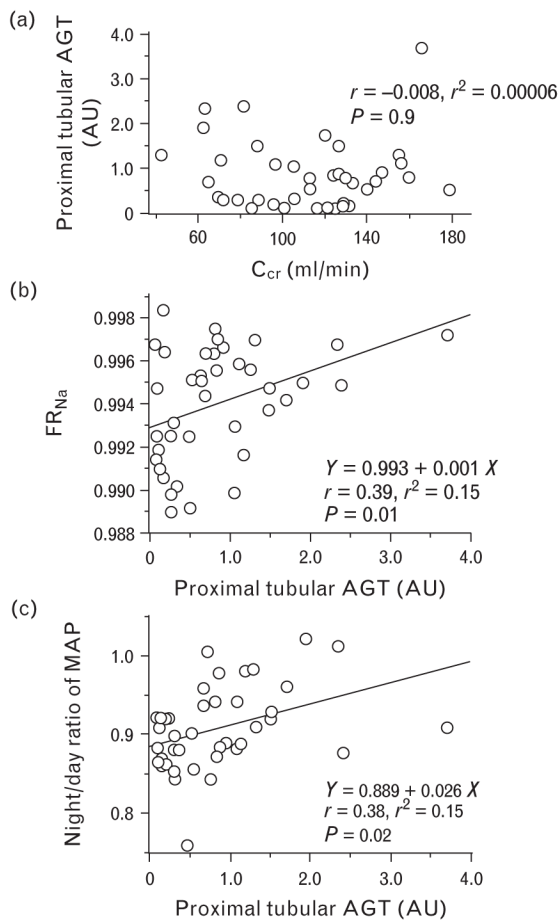 (a)
Proximal tubular AGT
(AU)
4.0
3.0
2.0
1.0
0
r = –0.008, r² = 0.00006
P = 0.9
60
100
140
180
Ccr (ml/min)
(b)
FRNa
0.998
0.996
0.994
0.992
0.990
0.988
Y = 0.993 + 0.001 X
r = 0.39, r² = 0.15
P = 0.01
0
1.0
2.0
3.0
4.0
Proximal tubular AGT (AU)
(c)
Night/day ratio of MAP
1.0
0.9
0.8
Y = 0.889 + 0.026 X
r = 0.38, r² = 0.15
P = 0.02
0
1.0
2.0
3.0
4.0
Proximal tubular AGT (AU)